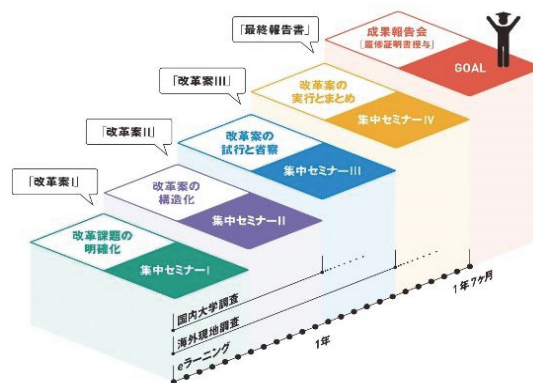 「最終報告書」
成果報告会
[履修証明書授与]
GOAL
「改革案III」
改革案の
実行とまとめ
集中セミナーIV
「改革案II」
改革案の
試行と省察
集中セミナーIII
「改革案I」
改革案の
構造化
集中セミナーII
改革課題の
明確化
集中セミナーI
国内大学調査
海外現地調査
eラーニング
1年
1年7ヶ月